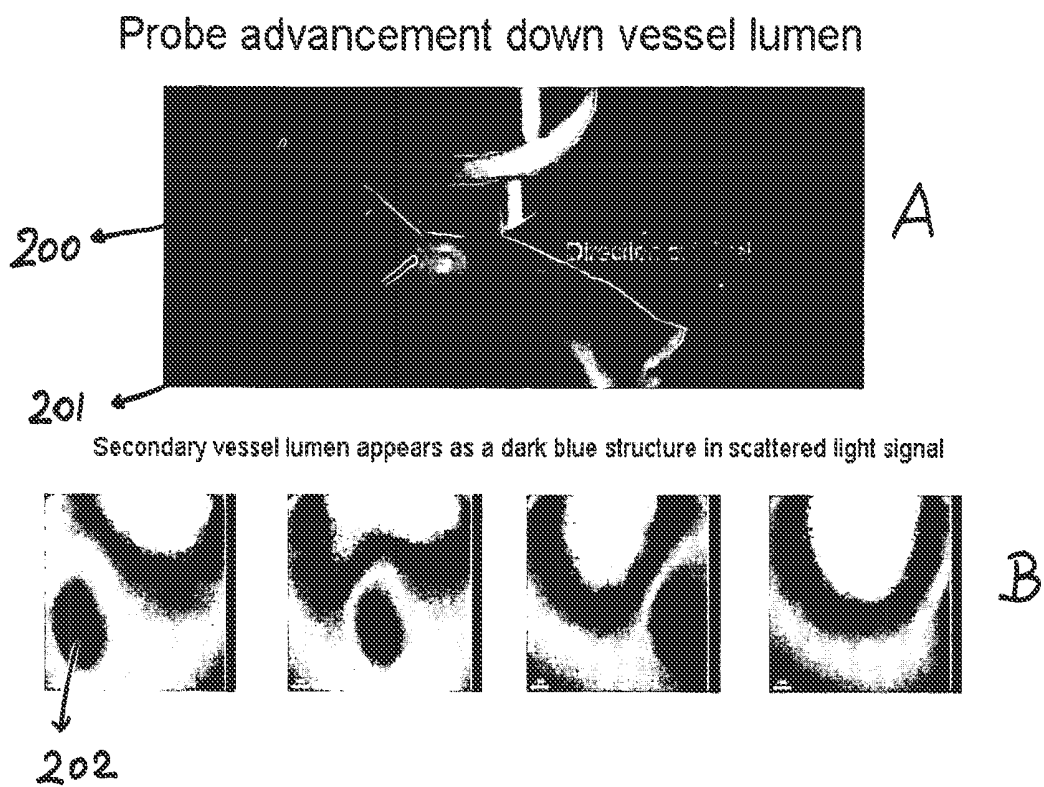 Probe advancement down vessel lumen
A
200
Direction
201
Secondary vessel lumen appears as a dark blue structure in scattered light signal
B
202